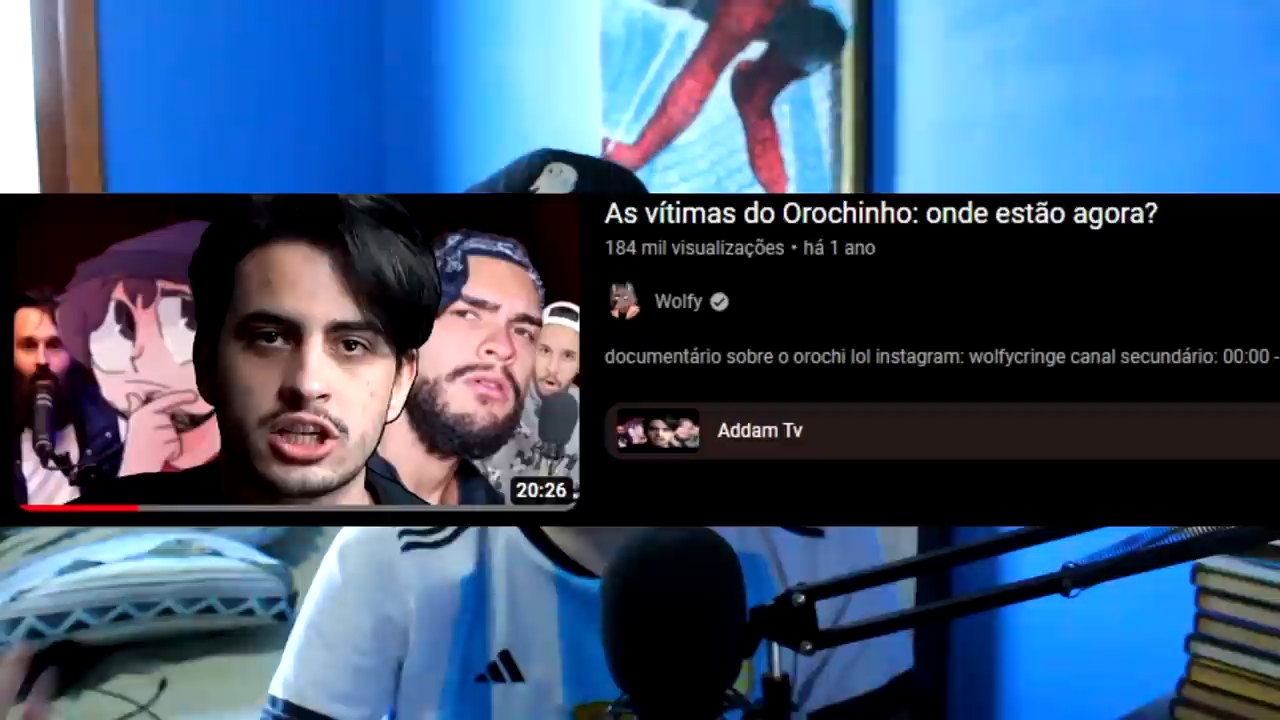 As vítimas do Orochinho: onde estão agora?
184 mil visualizações • há 1 ano
Wolfy
documentário sobre o orochi lol instagram: wolfycringe canal secundário: 00:00 -
Addam Tv
20:26